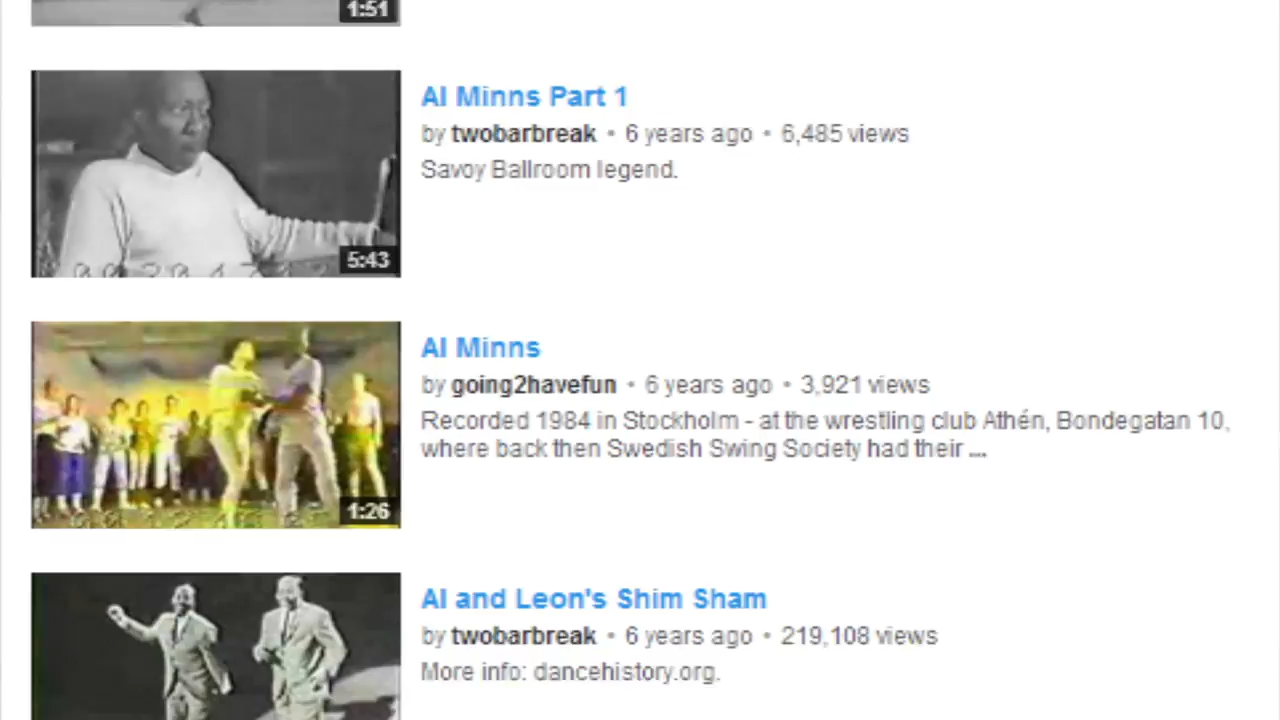 1:51
Al Minns Part 1
by twobarbreak • 6 years ago • 6,485 views
Savoy Ballroom legend.
5:43
Al Minns
by going2havefun • 6 years ago • 3,921 views
Recorded 1984 in Stockholm - at the wrestling club Athén, Bondegatan 10,
where back then Swedish Swing Society had their ...
1:26
Al and Leon's Shim Sham
by twobarbreak • 6 years ago • 219,108 views
More info: dancehistory.org.